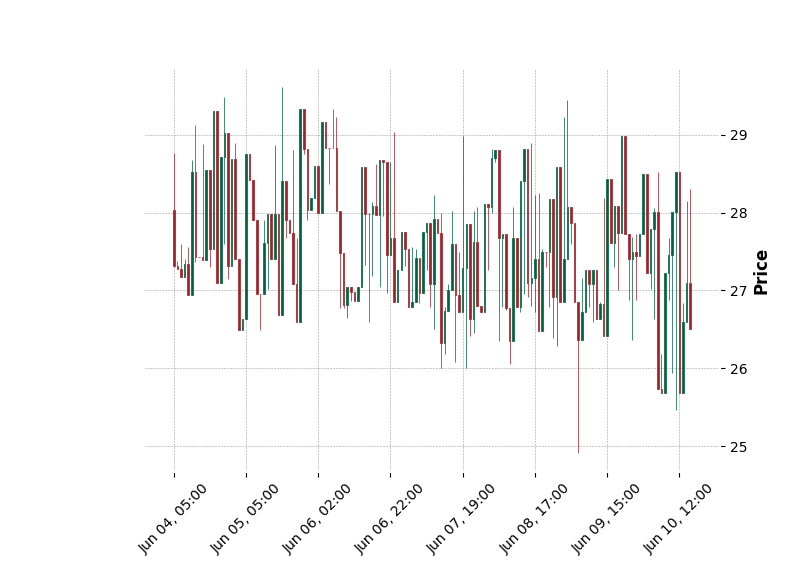 29
28
27
26
25
Price
Jun 04, 05:00
Jun 05, 05:00
Jun 06, 02:00
Jun 06, 22:00
Jun 07, 19:00
Jun 08, 17:00
Jun 09, 15:00
Jun 10, 12:00